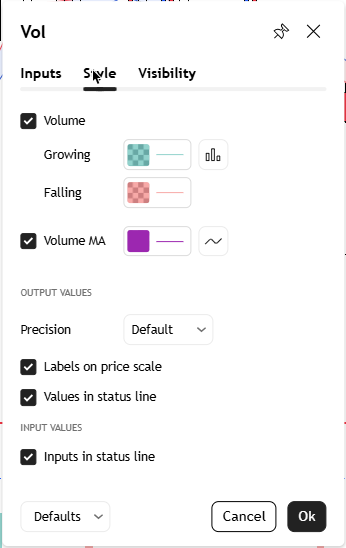 Vol
Inputs Style Visibility
Volume
Growing
Falling
Volume MA
OUTPUT VALUES
Precision Default
Labels on price scale
Values in status line
INPUT VALUES
Inputs in status line
Defaults Cancel Ok